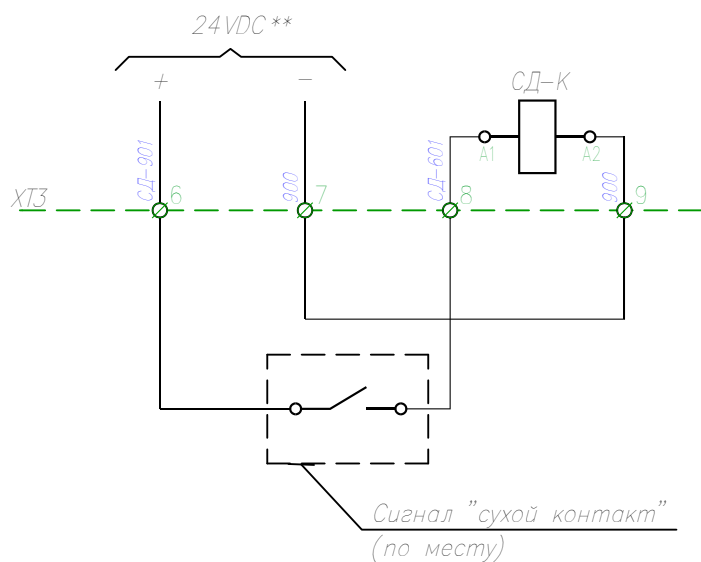 24VDC**
+ −
СД-К
СД-901
900
СД-601
A1
A2
900
ХТ3
6
7
8
9
Сигнал "сухой контакт"
(по месту)